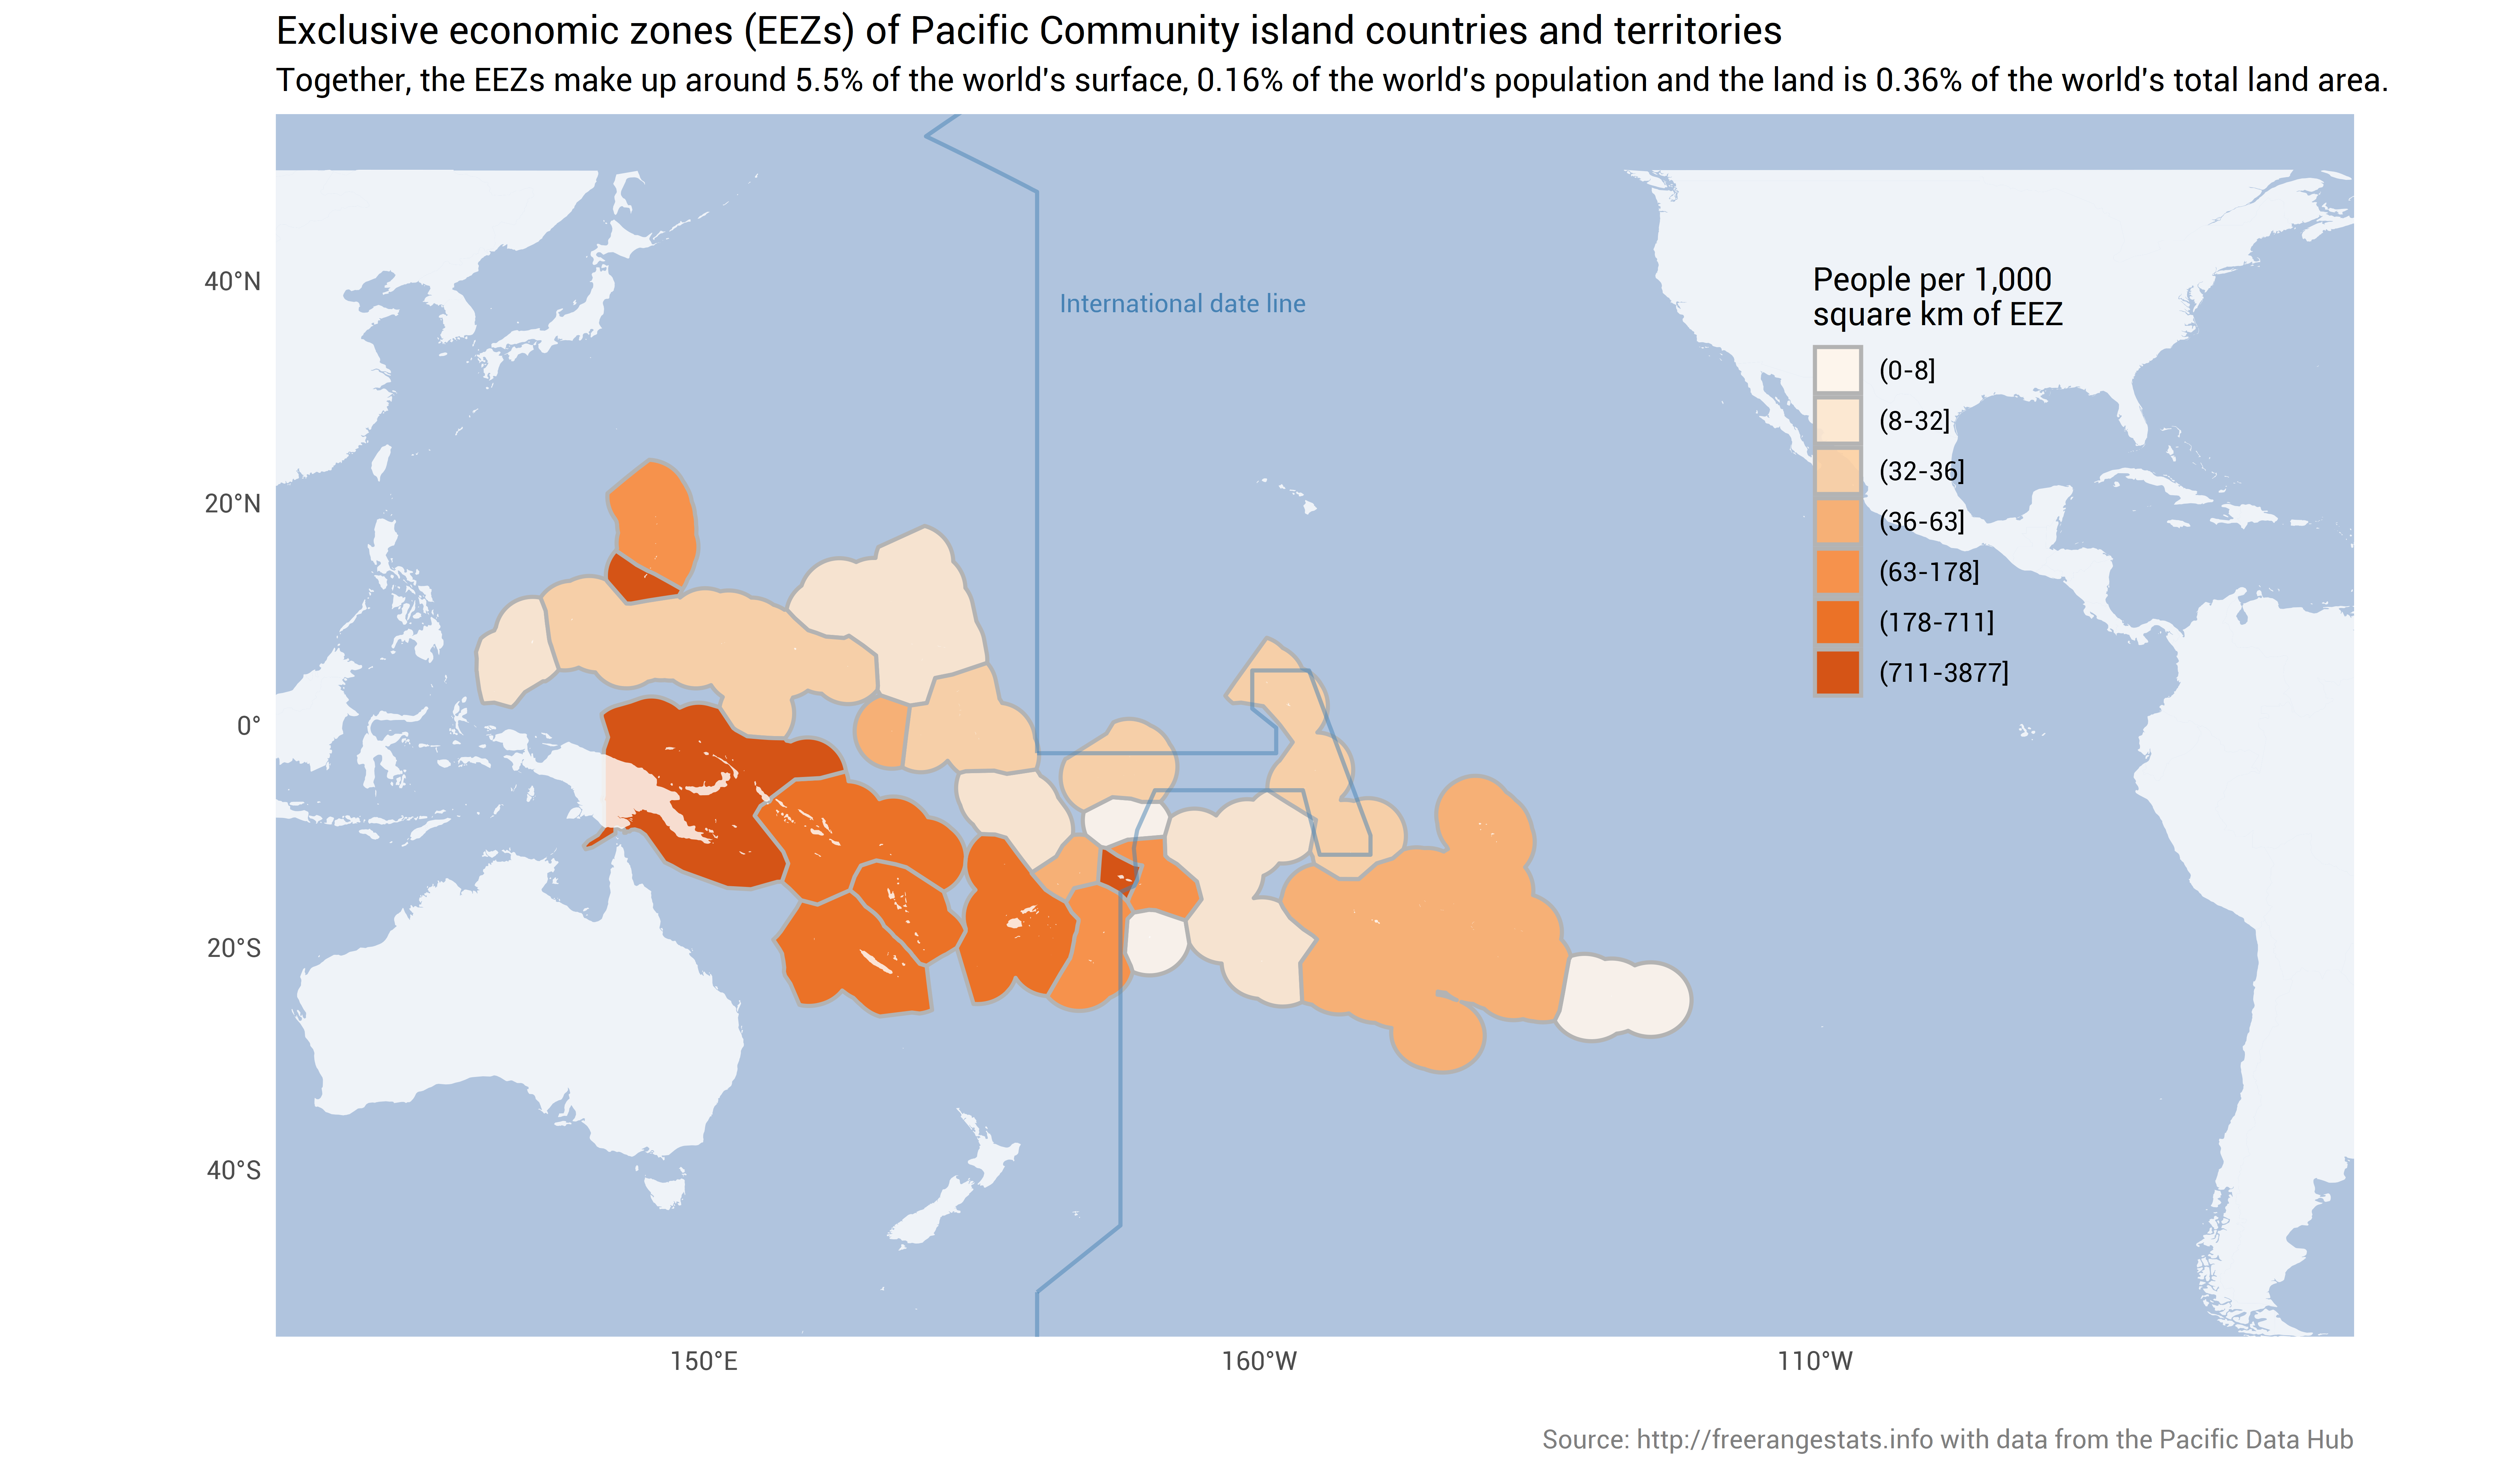 Exclusive economic zones (EEZs) of Pacific Community island countries and territories
Together, the EEZs make up around 5.5% of the world's surface, 0.16% of the world's population and the land is 0.36% of the world's total land area.
40°N
20°N
0°
20°S
40°S
International date line
People per 1,000
square km of EEZ
(0-8]
(8-32]
(32-36]
(36-63]
(63-178]
(178-711]
(711-3877]
150°E
160°W
110°W
Source: http://freerangestats.info with data from the Pacific Data Hub